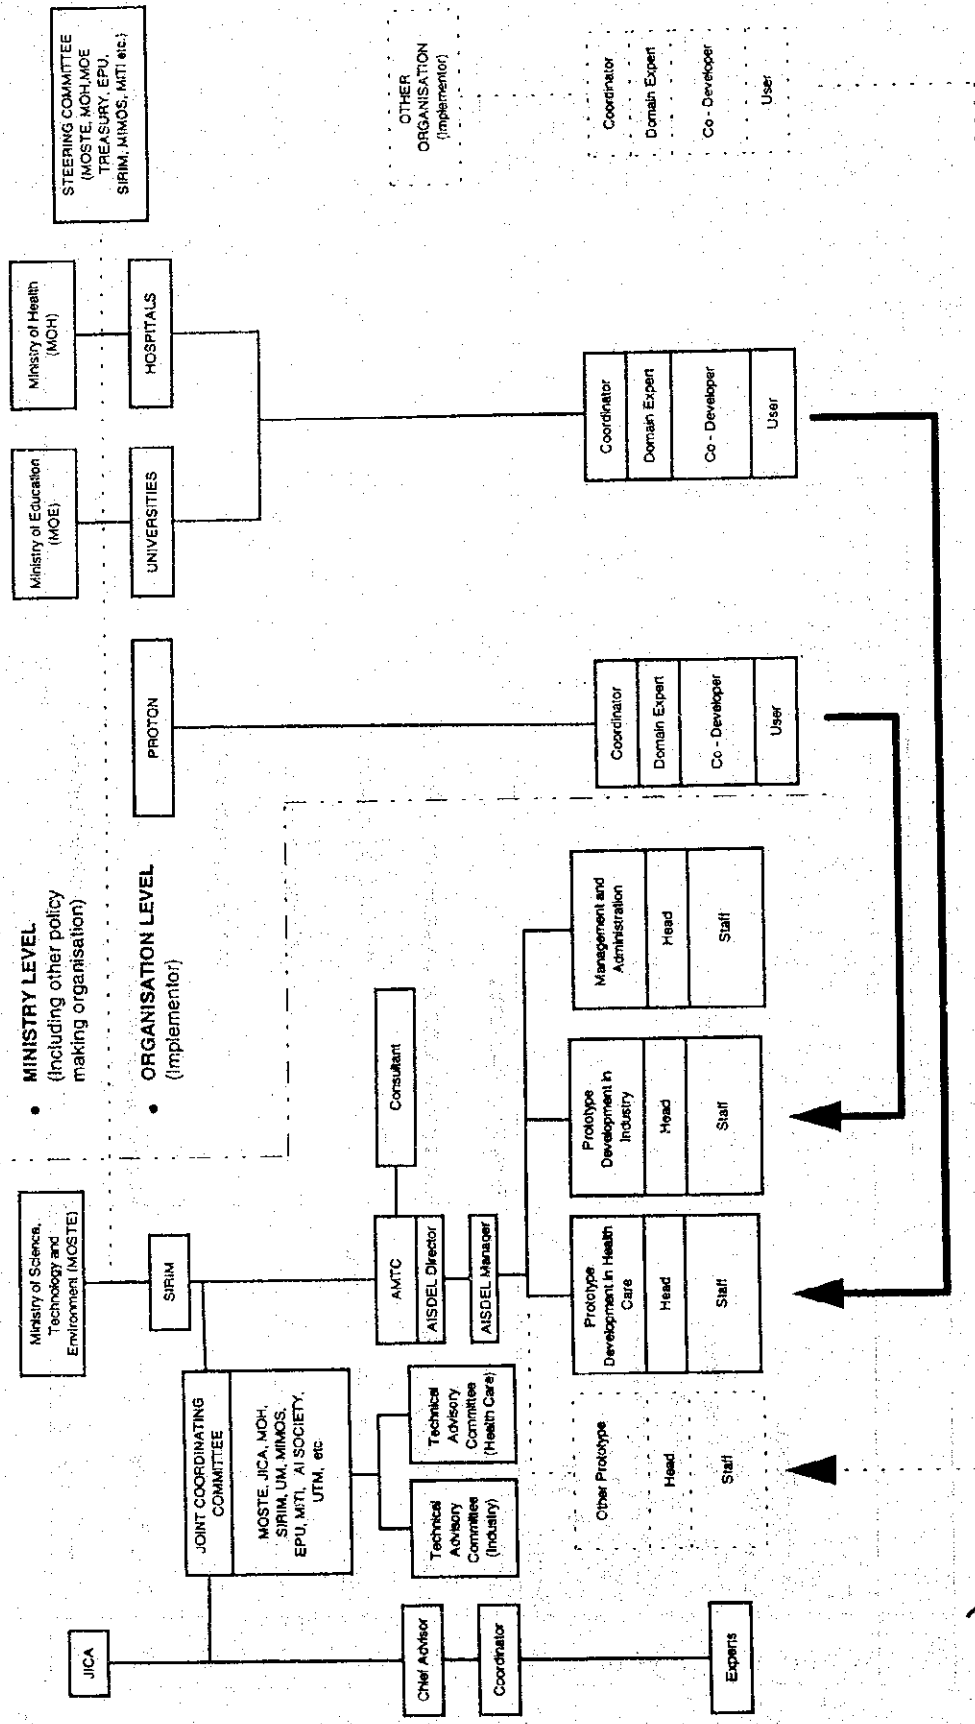 JICA
Ministry of Science,
Technology and
Environment (MOSTE)
• MINISTRY LEVEL
(Including other policy
making organisation)
Ministry of Education
(MOE)
Ministry of Health
(MOH)
STEERING COMMITTEE
(MOSTE, MOH,MOE
TREASURY, EPU,
SIRIM, MIMOS, MITI etc.)
SIRIM
• ORGANISATION LEVEL
(Implementor)
PROTON
UNIVERSITIES
HOSPITALS
JOINT COORDINATING
COMMITTEE
MOSTE, JICA, MOH,
SIRIM, UM, MIMOS,
EPU, MITI, AI SOCIETY,
UTM, etc
Chief Advisor
Coordinator
Experts
Technical
Advisory
Committee
(Industry)
Technical
Advisory
Committee
(Health Care)
AMTC
AISDEL Director
AISDEL Manager
Consultant
OTHER
ORGANISATION
(Implementor)
Other Prototype
Head
Staff
Prototype
Development in Health
Care
Head
Staff
Prototype
Development in
Industry
Head
Staff
Management and
Administration
Head
Staff
Coordinator
Domain Expert
Co - Developer
User
Coordinator
Domain Expert
Co - Developer
User
Coordinator
Domain Expert
Co - Developer
User